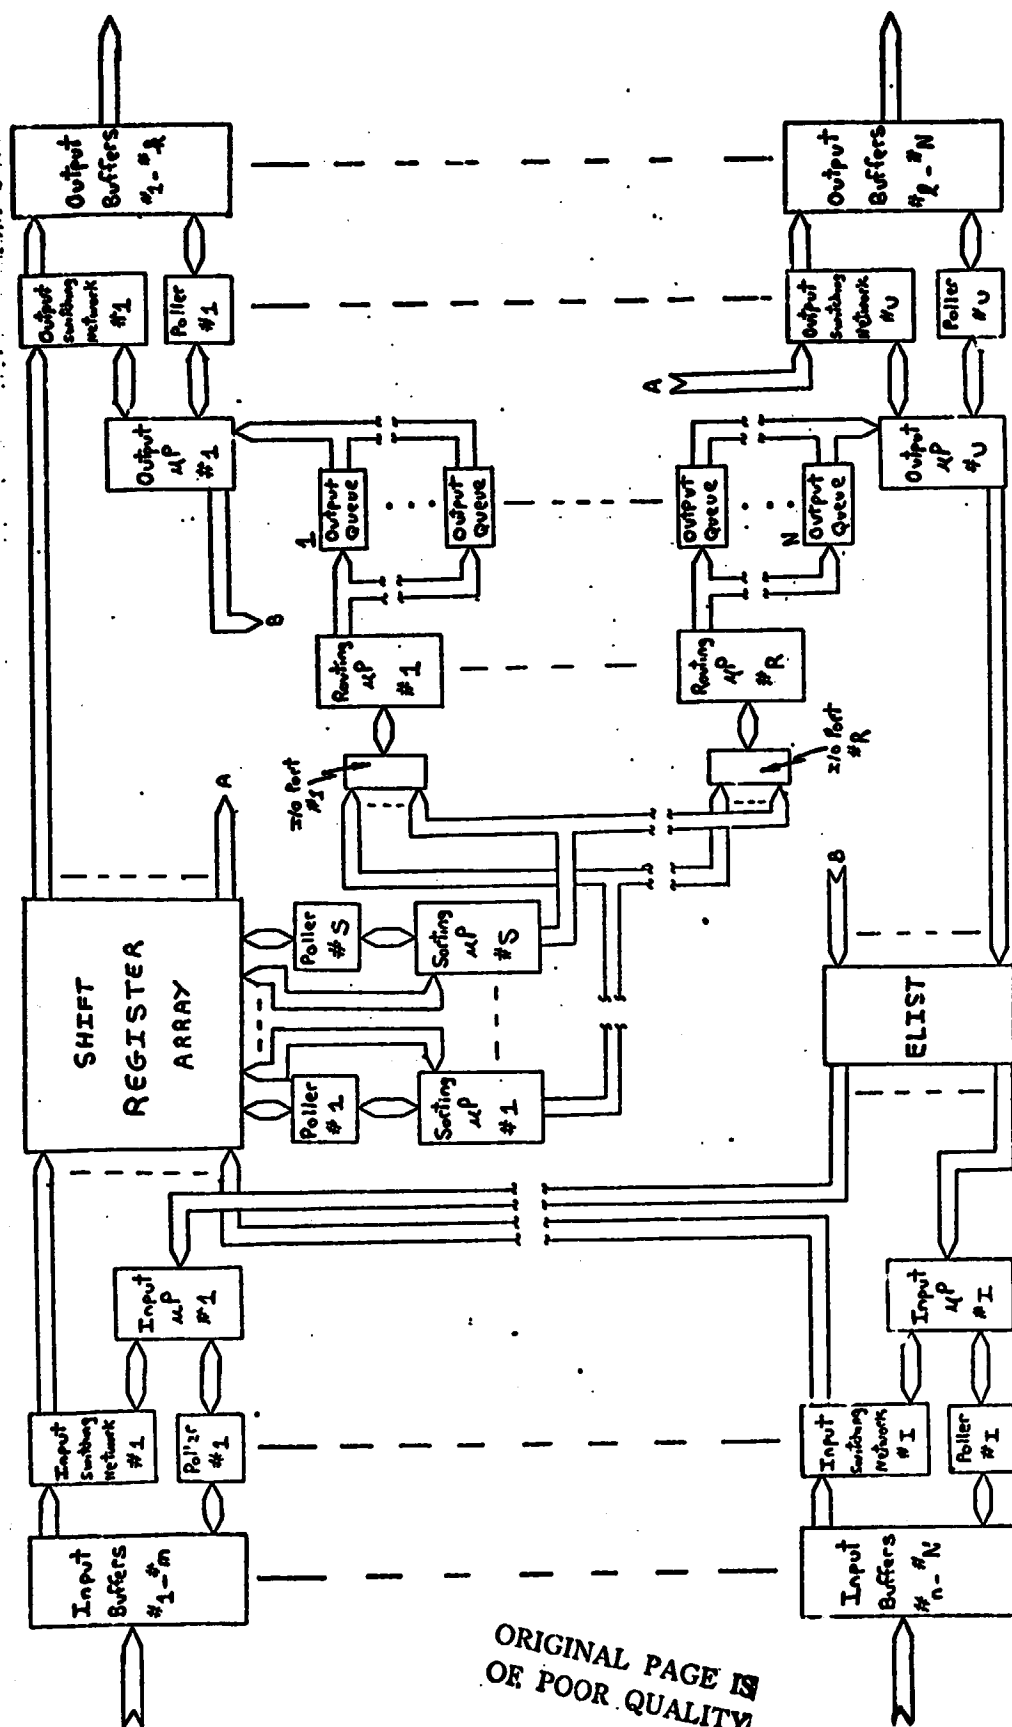 Input
Buffers
#1-#m
Input
Switching
Network
#1
Poller
#1
Input
μP
#1
SHIFT
REGISTER
ARRAY
A
Poller
#1
Poller
#S
Sorting
μP
#1
Sorting
μP
#S
I/O Port
#1
Routing
μP
#1
B
1
Output
Queue
Output
Queue
Output
μP
#1
Output
Switching
Network
#1
Poller
#1
Output
Buffers
#1-#k
Input
Buffers
#n-#N
Input
Switching
Network
#I
Poller
#I
Input
μP
#I
ELIST
B
I/O Port
#R
Routing
μP
#R
Output
Queue
N
Output
Queue
A
Output
μP
#U
Output
Switching
Network
#U
Poller
#U
Output
Buffers
#l-#N
ORIGINAL PAGE IS
OF POOR QUALITY